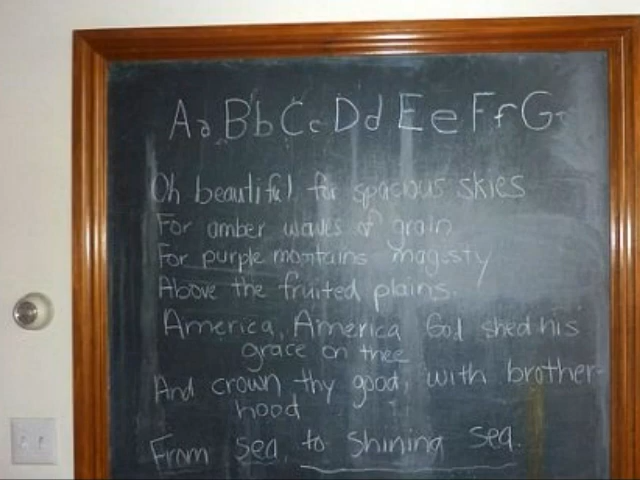 Aa Bb Cc Dd Ee Ff G
Oh beautiful for spacious skies
For amber waves of grain
For purple montains magesty
Above the fruited plains.
America, America God shed his
grace on thee
And crown thy good, with brother-
hood
From sea, to shining sea.